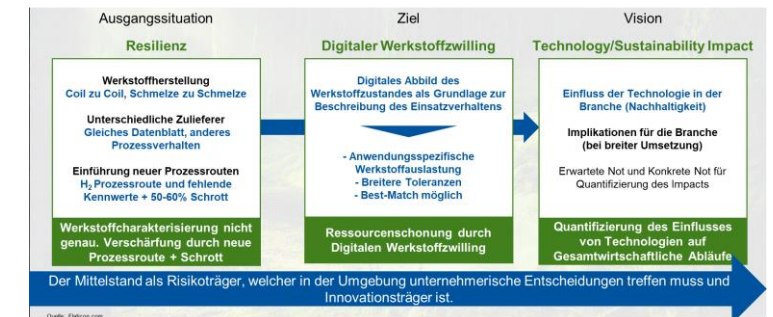 Ausgangssituation
Ziel
Vision
Resilienz
Digitaler Werkstoffzwilling
Technology/Sustainability Impact
Werkstoffherstellung
Coil zu Coil, Schmelze zu Schmelze
Unterschiedliche Zulieferer
Gleiches Datenblatt, anderes
Prozessverhalten
Einführung neuer Prozessrouten
H₂ Prozessroute und fehlende
Kennwerte + 50-60% Schrott
Werkstoffcharakterisierung nicht
genau. Verschärfung durch neue
Prozessroute + Schrott
Digitales Abbild des
Werkstoffzustandes als Grundlage zur
Beschreibung des Einsatzverhaltens
- Anwendungsspezifische
Werkstoffauslastung
- Breitere Toleranzen
- Best-Match möglich
Ressourcenschonung durch
Digitalen Werkstoffzwilling
Einfluss der Technologie in der
Branche (Nachhaltigkeit)
Implikationen für die Branche
(bei breiter Umsetzung)
Erwartete Not und Konkrete Not für
Quantifizierung des Impacts
Quantifizierung des Einflusses
von Technologien auf
Gesamtwirtschaftliche Abläufe
Der Mittelstand als Risikoträger, welcher in der Umgebung unternehmerische Entscheidungen treffen muss und
Innovationsträger ist.